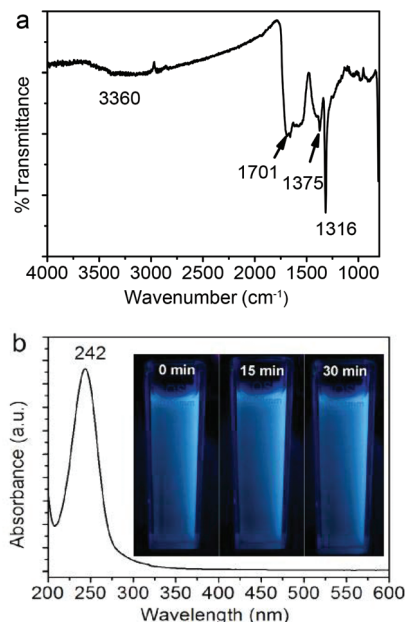 a
%Transmittance
3360
1701
1375
1316
4000 3500 3000 2500 2000 1500 1000
Wavenumber (cm⁻¹)
b
242
0 min 15 min 30 min
Absorbance (a.u.)
200 250 300 350 400 450 500 550 600
Wavelength (nm)